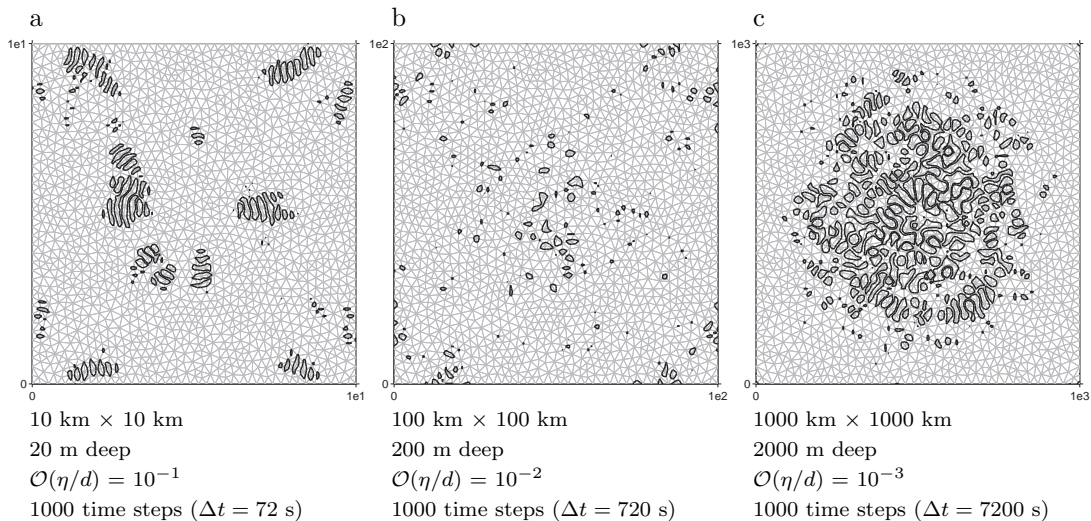 a
b
c
1e1
1e2
1e3
0
0
0
0
1e1
0
1e2
0
1e3
10 km × 10 km
20 m deep
𝒪(η/d) = 10⁻¹
1000 time steps (Δt = 72 s)
100 km × 100 km
200 m deep
𝒪(η/d) = 10⁻²
1000 time steps (Δt = 720 s)
1000 km × 1000 km
2000 m deep
𝒪(η/d) = 10⁻³
1000 time steps (Δt = 7200 s)